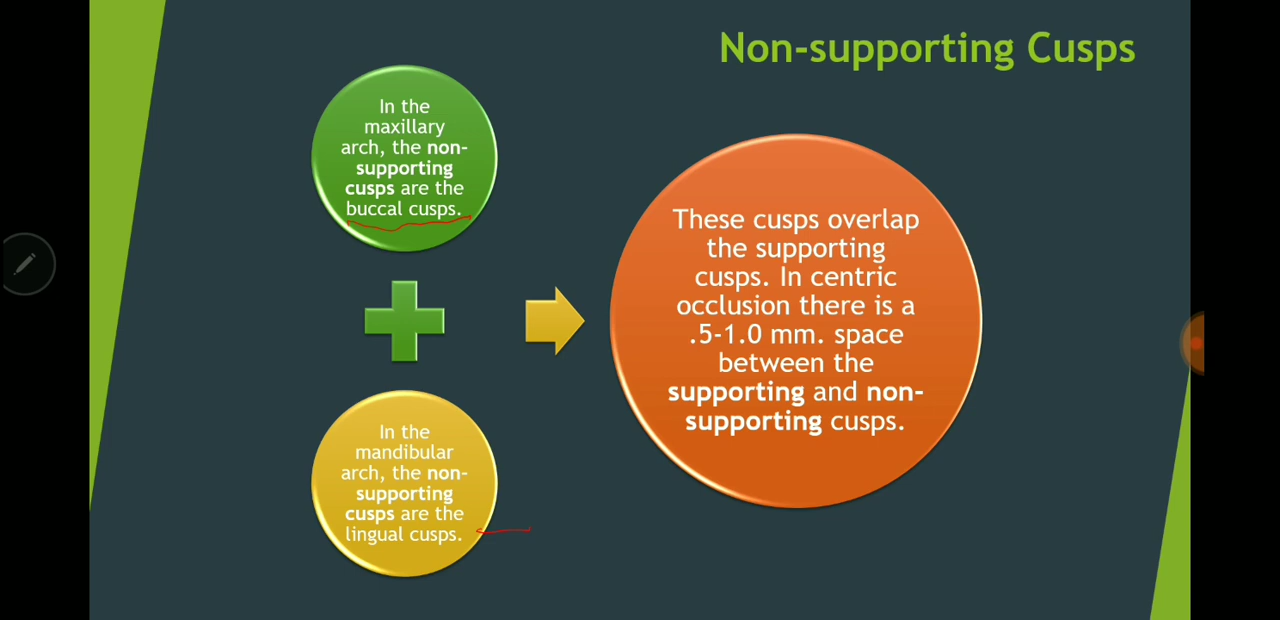 Non-supporting Cusps
In the
maxillary
arch, the non-
supporting
cusps are the
buccal cusps.
In the
mandibular
arch, the non-
supporting
cusps are the
lingual cusps.
These cusps overlap
the supporting
cusps. In centric
occlusion there is a
.5-1.0 mm. space
between the
supporting and non-
supporting cusps.